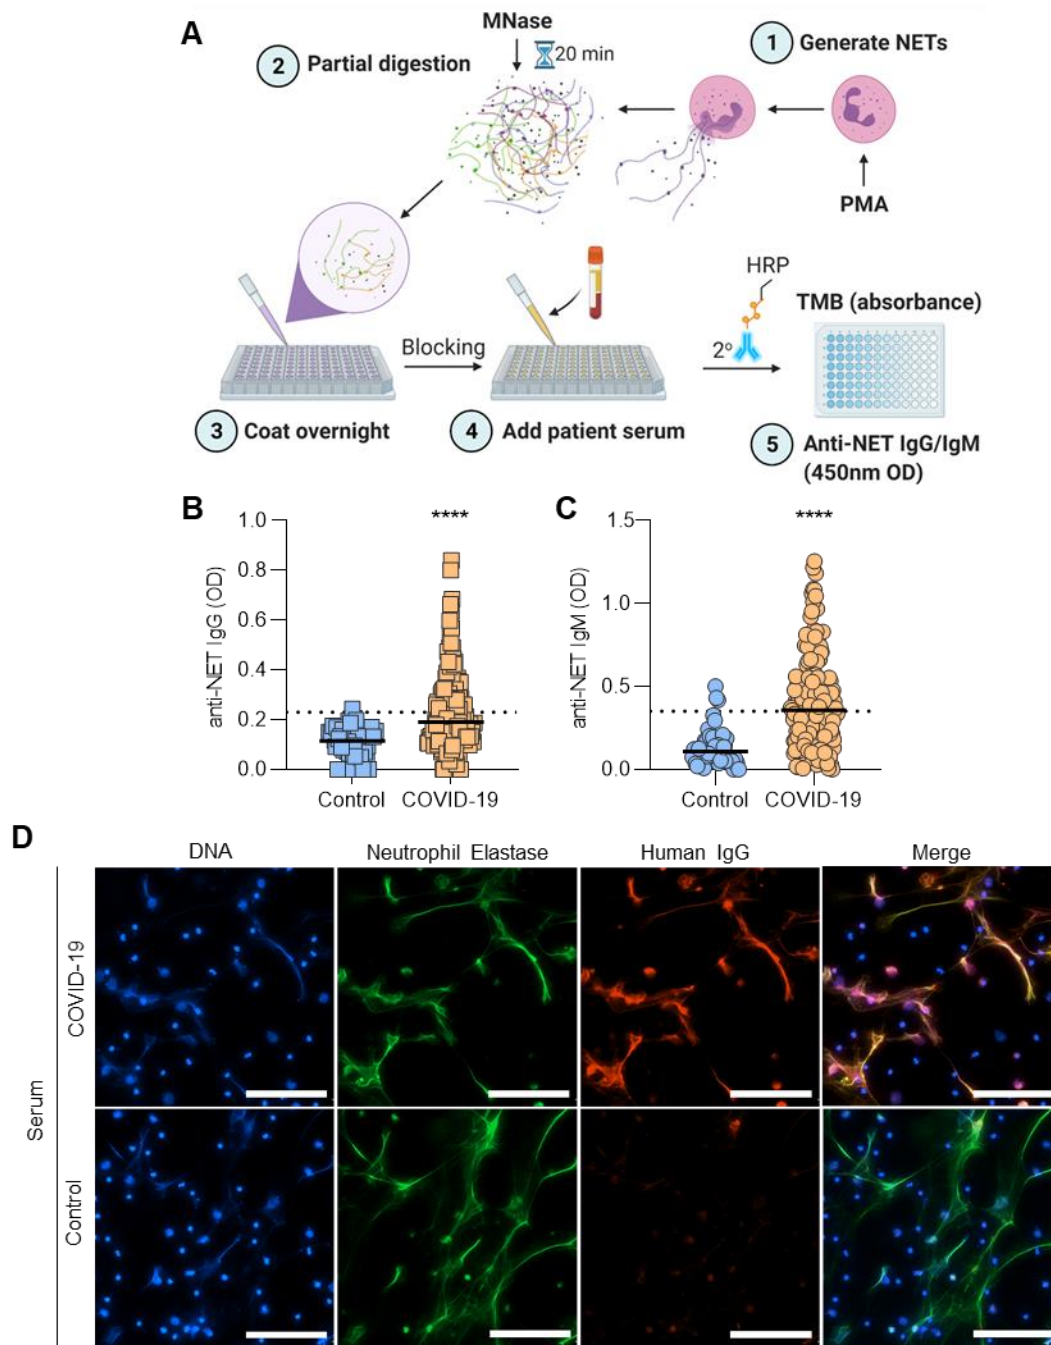 A
MNase
20 min
2 Partial digestion
1 Generate NETs
PMA
HRP
TMB (absorbance)
Blocking
2º
3 Coat overnight
4 Add patient serum
5 Anti-NET IgG/IgM
(450nm OD)
B
****
anti-NET IgG (OD)
1.0
0.8
0.6
0.4
0.2
0.0
Control
COVID-19
C
****
anti-NET IgM (OD)
1.5
1.0
0.5
0.0
Control
COVID-19
D
DNA
Neutrophil Elastase
Human IgG
Merge
Serum
COVID-19
Control